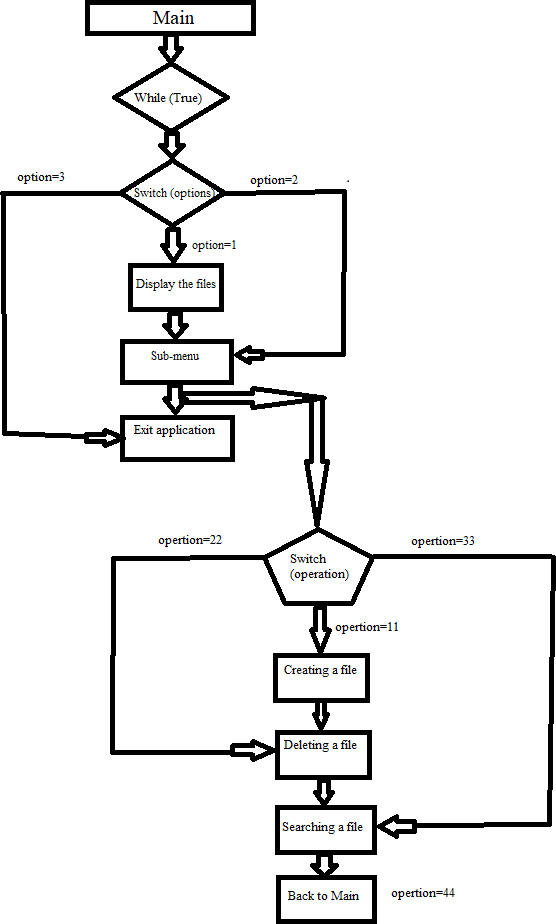 Main
While (True)
option=3
Switch (options)
option=2
option=1
Display the files
Sub-menu
Exit application
opertion=22
opertion=33
Switch
(operation)
opertion=11
Creating a file
Deleting a file
Searching a file
Back to Main
opertion=44